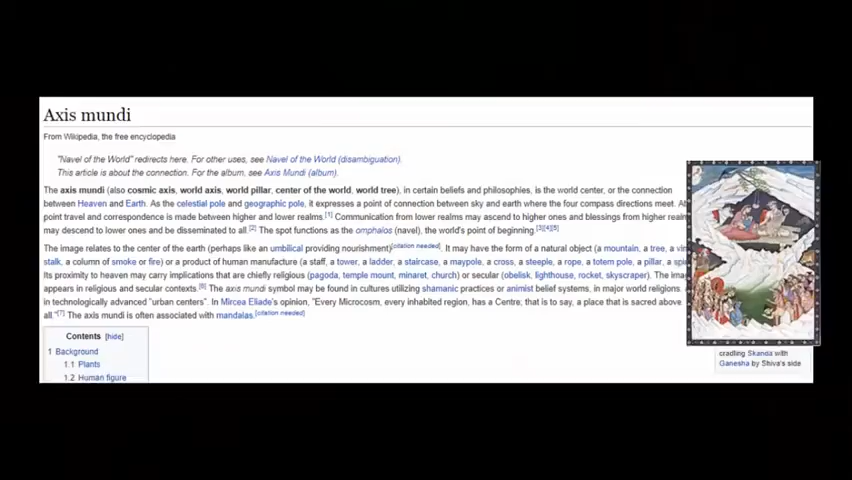 Axis mundi
From Wikipedia, the free encyclopedia
"Navel of the World" redirects here. For other uses, see Navel of the World (disambiguation).
This article is about the connection. For the album, see Axis Mundi (album).
The axis mundi (also cosmic axis, world axis, world pillar, center of the world, world tree), in certain beliefs and philosophies, is the world center, or the connection
between Heaven and Earth. As the celestial pole and geographic pole, it expresses a point of connection between sky and earth where the four compass directions meet.
point travel and correspondence is made between higher and lower realms.[1] Communication from lower realms may ascend to higher ones and blessings from higher
may descend to lower ones and be disseminated to all.[2] The spot functions as the omphalos (navel), the world's point of beginning.[3][4][5]
The image relates to the center of the earth (perhaps like an umbilical providing nourishment)[citation needed]. It may have the form of a natural object (a mountain, a tree, a
stalk, a column of smoke or fire) or a product of human manufacture (a staff, a tower, a ladder, a staircase, a maypole, a cross, a steeple, a rope, a totem pole, a pillar, a
Its proximity to heaven may carry implications that are chiefly religious (pagoda, temple mount, minaret, church) or secular (obelisk, lighthouse, rocket, skyscraper). The
appears in religious and secular contexts.[6] The axis mundi symbol may be found in cultures utilizing shamanic practices or animist belief systems, in major world religions,
in technologically advanced "urban centers". In Mircea Eliade's opinion, "Every Microcosm, every inhabited region, has a Centre; that is to say, a place that is sacred above
all."[7] The axis mundi is often associated with mandalas.[citation needed]
cradling Skanda with
Ganesha by Shiva's side
Contents [hide]
1 Background
1.1 Plants
1.2 Human figure